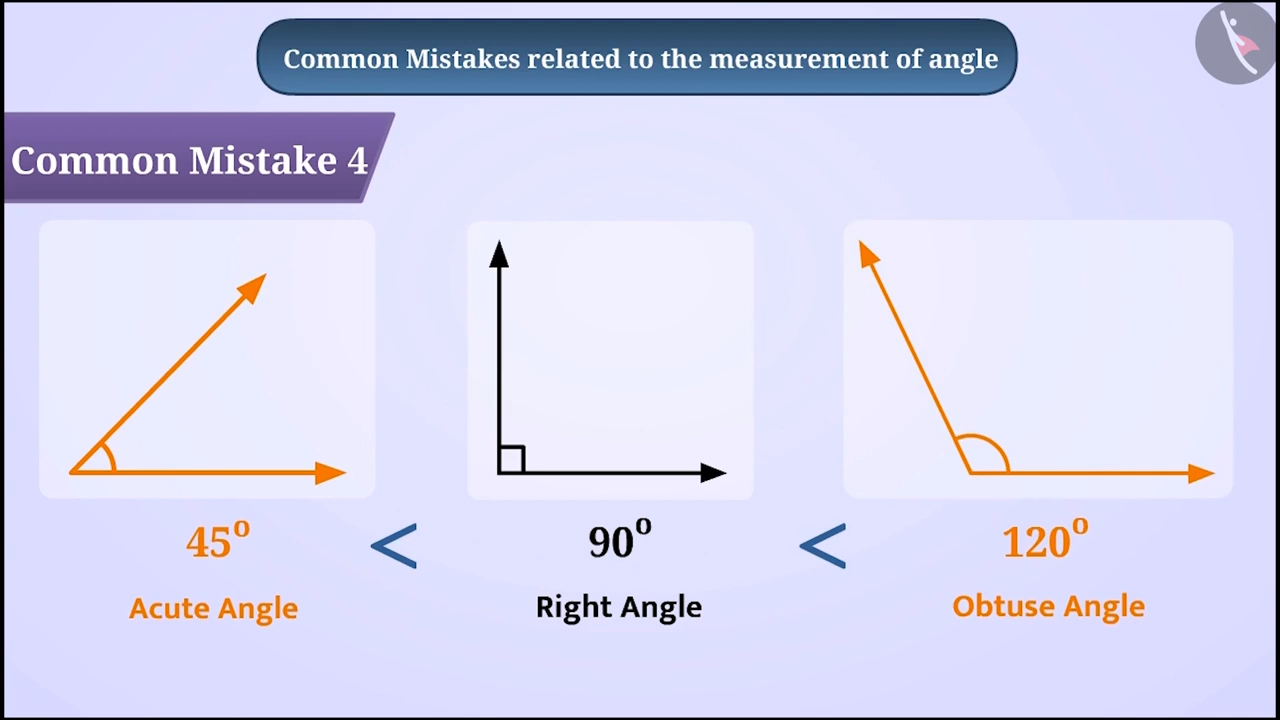 Common Mistakes related to the measurement of angle
Common Mistake 4
45° < 90° < 120°
Acute Angle Right Angle Obtuse Angle